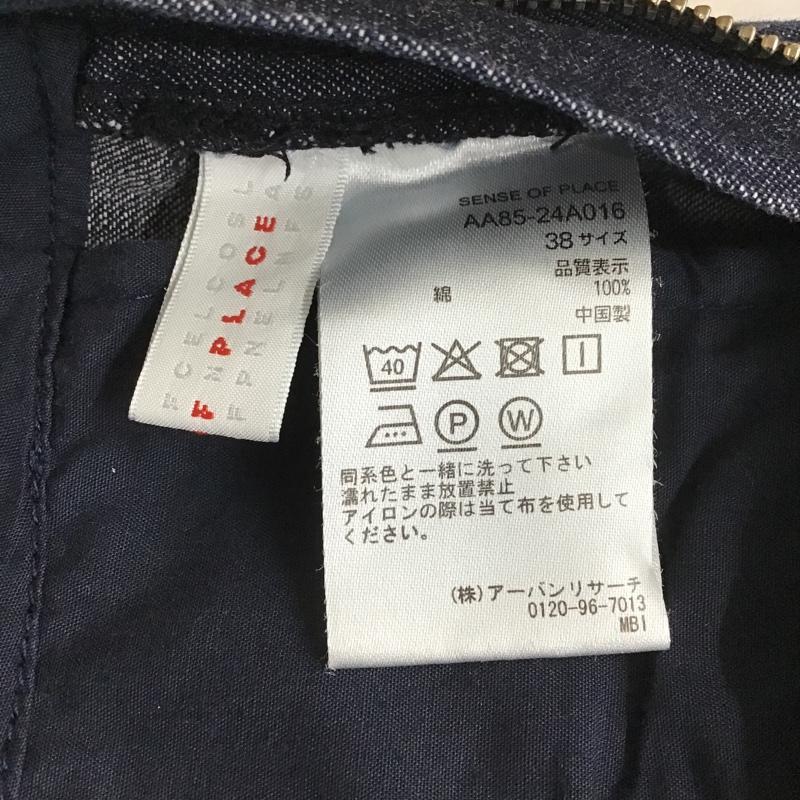 SENSE OF PLACE
AA85-24A016
38 サイズ
品質表示
綿 100%
中国製
40
P W
同系色と一緒に洗って下さい
濡れたまま放置禁止
アイロンの際は当て布を使用して
ください。
(株)アーバンリサーチ
0120-96-7013
MBI
PLACE